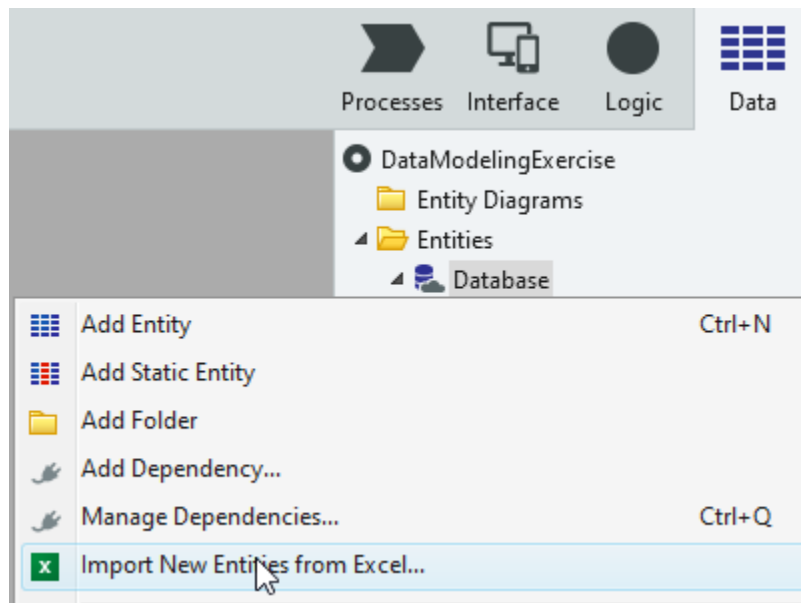 Processes Interface Logic Data
DataModelingExercise
Entity Diagrams
Entities
Database
Add Entity Ctrl+N
Add Static Entity
Add Folder
Add Dependency...
Manage Dependencies... Ctrl+Q
Import New Entities from Excel...